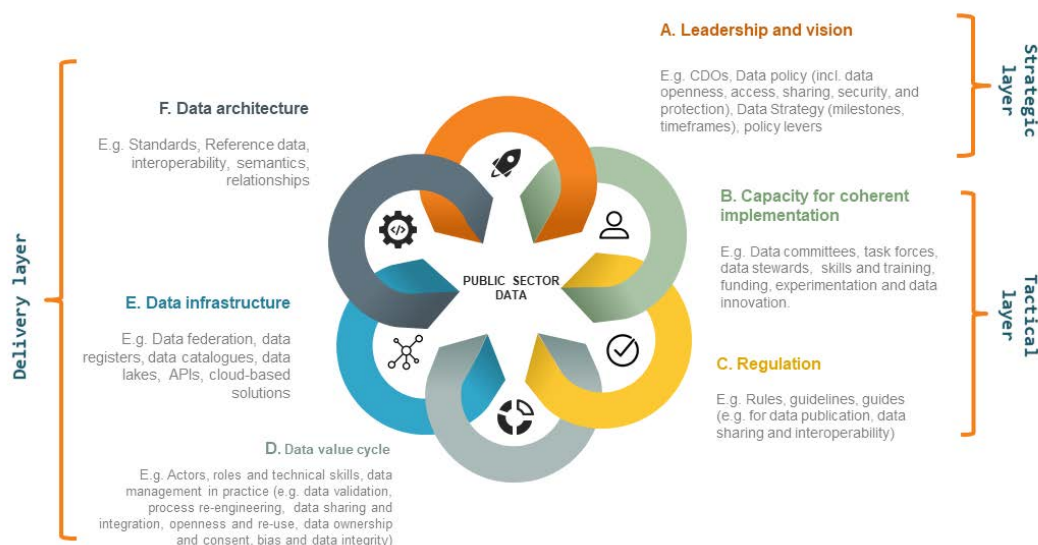 A. Leadership and vision
E.g. CDOs, Data policy (incl. data
openness, access, sharing, security, and
protection), Data Strategy (milestones,
timeframes), policy levers
Strategic
layer
F. Data architecture
E.g. Standards, Reference data,
interoperability, semantics,
relationships
B. Capacity for coherent
implementation
E.g. Data committees, task forces,
data stewards, skills and training,
funding, experimentation and data
innovation.
Tactical
layer
PUBLIC SECTOR
DATA
Delivery layer
E. Data infrastructure
E.g. Data federation, data
registers, data catalogues, data
lakes, APIs, cloud-based
solutions
C. Regulation
E.g. Rules, guidelines, guides
(e.g. for data publication, data
sharing and interoperability)
D. Data value cycle
E.g. Actors, roles and technical skills, data
management in practice (e.g. data validation,
process re-engineering, data sharing and
integration, openness and re-use, data ownership
and consent, bias and data integrity)